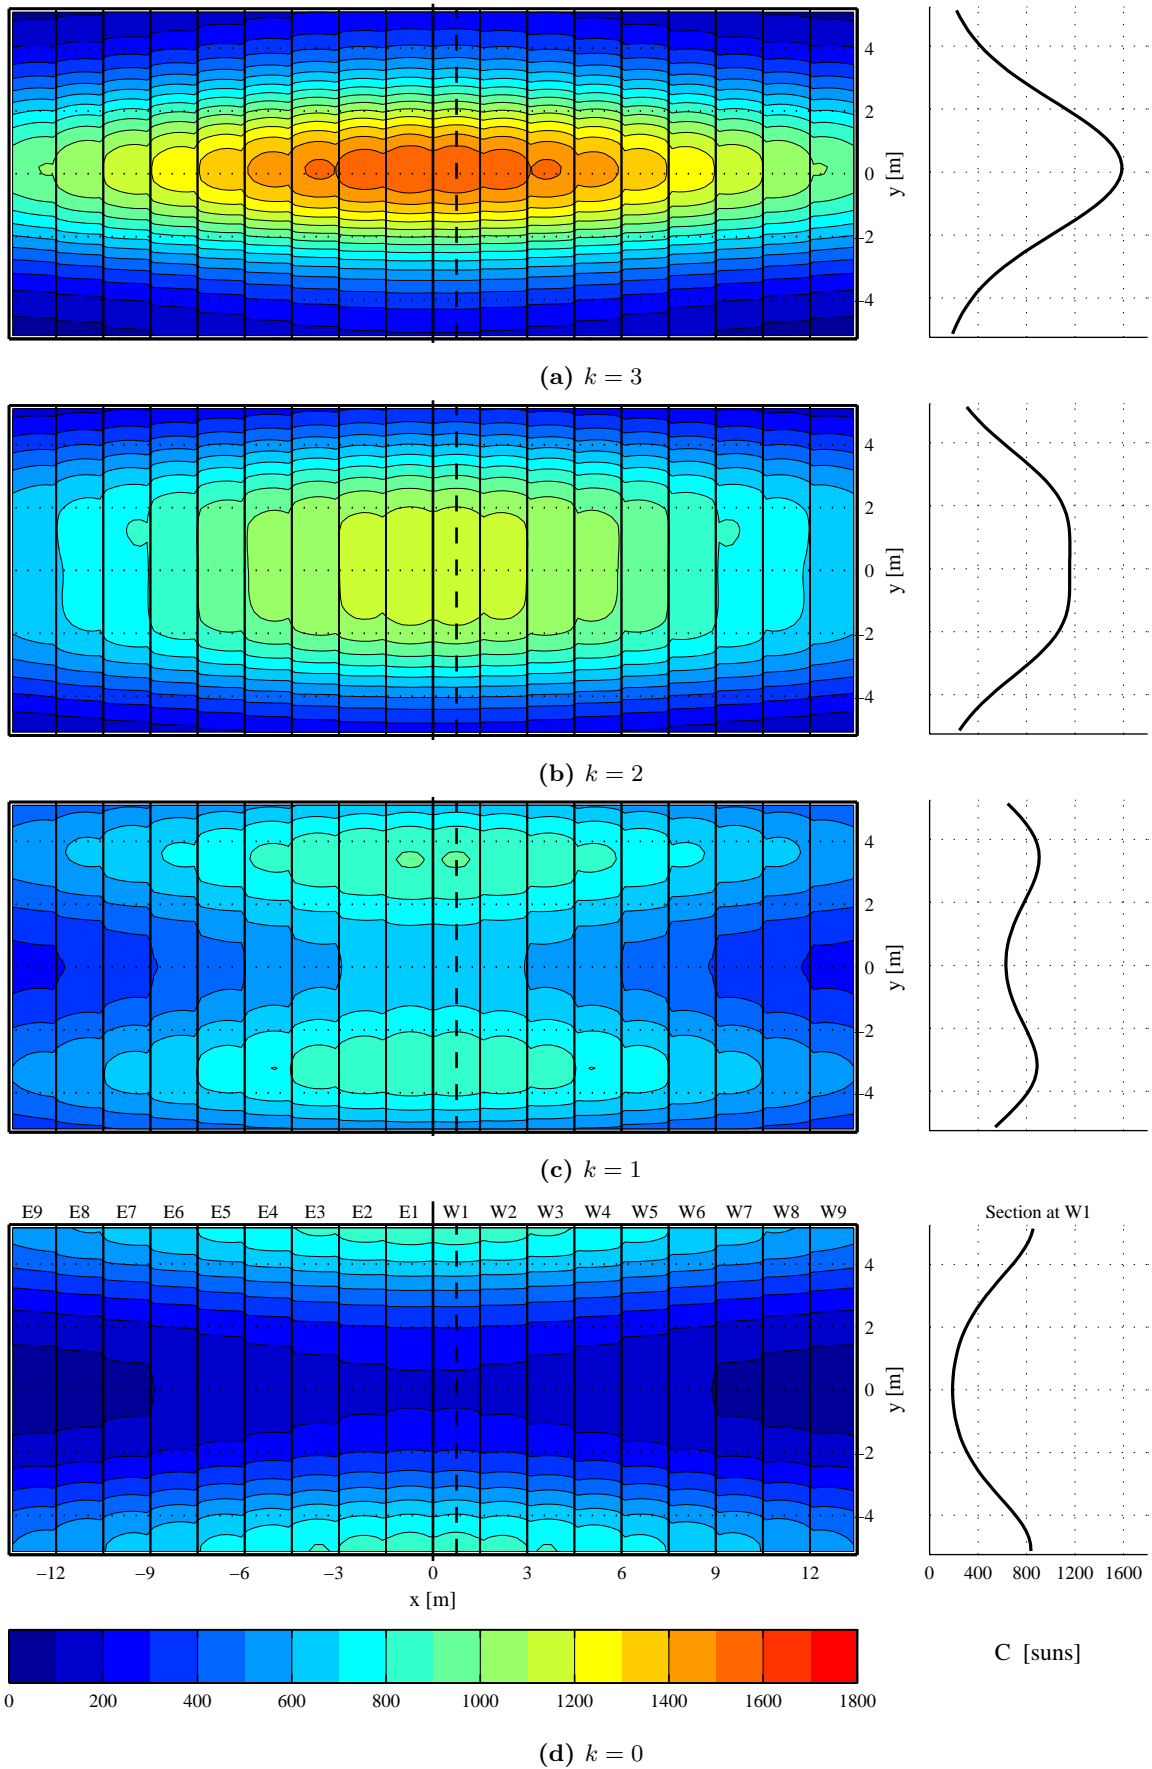 4
2
0
−2
−4
y [m]
(a) k = 3
4
2
0
−2
−4
y [m]
(b) k = 2
4
2
0
−2
−4
y [m]
(c) k = 1
E9 E8 E7 E6 E5 E4 E3 E2 E1 W1 W2 W3 W4 W5 W6 W7 W8 W9
Section at W1
4
2
0
−2
−4
y [m]
−12 −9 −6 −3 0 3 6 9 12
0 400 800 1200 1600
x [m]
C [suns]
0 200 400 600 800 1000 1200 1400 1600 1800
(d) k = 0